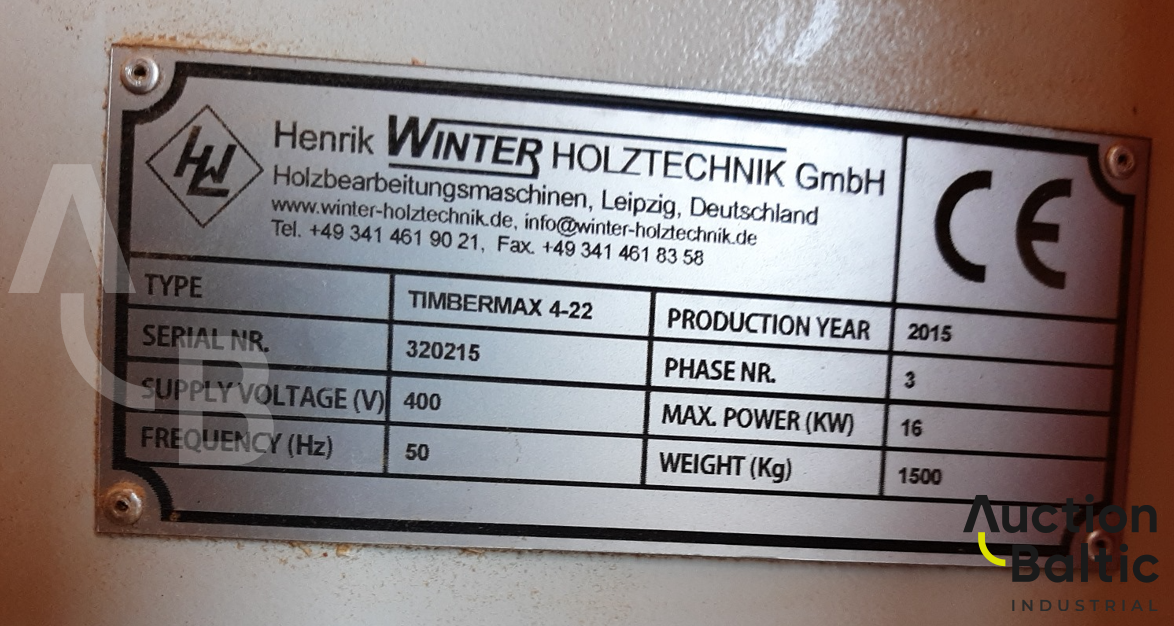 HW
Henrik WINTER HOLZTECHNIK GmbH
Holzbearbeitungsmaschinen, Leipzig, Deutschland
www.winter-holztechnik.de, info@winter-holztechnik.de
Tel. +49 341 461 90 21, Fax. +49 341 461 83 58
CE
TYPE TIMBERMAX 4-22 PRODUCTION YEAR 2015
SERIAL NR. 320215 PHASE NR. 3
SUPPLY VOLTAGE (V) 400 MAX. POWER (KW) 16
FREQUENCY (Hz) 50 WEIGHT (Kg) 1500
AB
Auction
Baltic
INDUSTRIAL